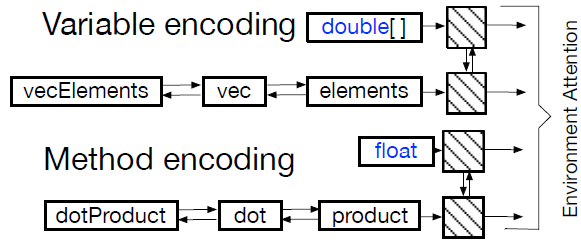 Variable encoding double[ ]
vecElements vec elements
float
Method encoding
dotProduct dot product
Environment Attention